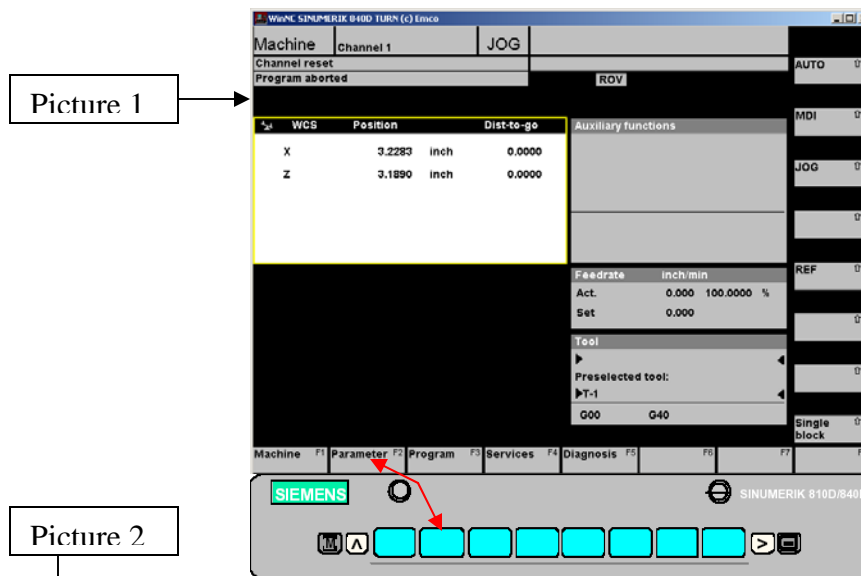 WinNC SINUMERIK 840D TURN (c) Emco
Machine Channel 1 JOG
Channel reset
Program aborted ROV
AUTO
Picture 1
MDI
WCS Position Dist-to-go Auxiliary functions
X 3.2283 inch 0.0000
Z 3.1890 inch 0.0000
JOG
REF
Feedrate inch/min
Act. 0.000 100.0000 %
Set 0.000
Tool
Preselected tool:
T-1
G00 G40
Single
block
Machine F1 Parameter F2 Program F3 Services F4 Diagnosis F5 F6 F7 F
SIEMENS SINUMERIK 810D/840
Picture 2
M